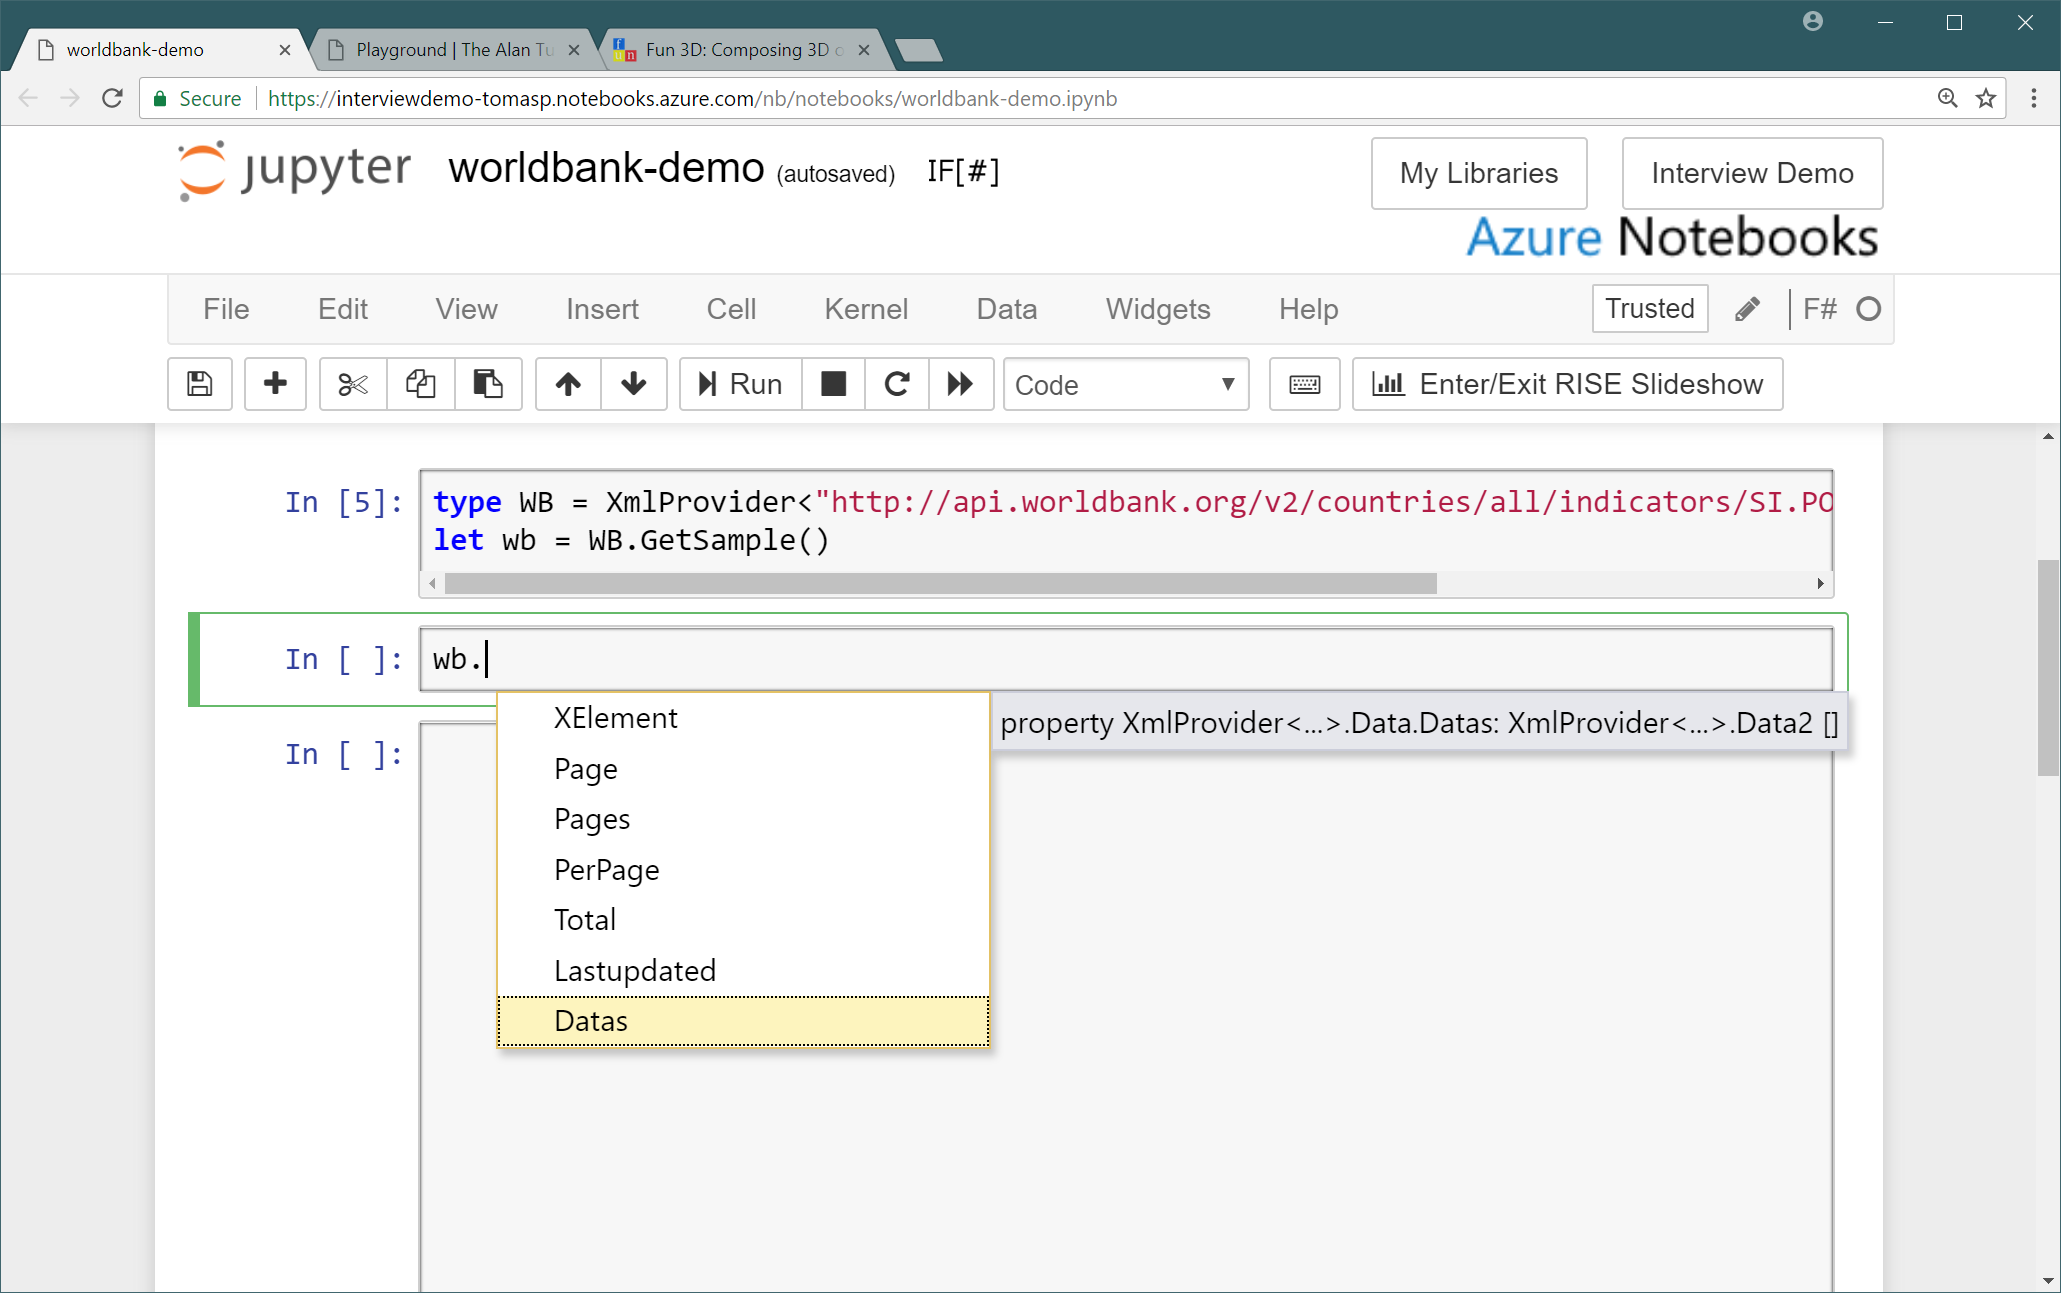 worldbank-demo
Playground | The Alan Tu
Fun 3D: Composing 3D o
Secure
https://interviewdemo-tomasp.notebooks.azure.com/nb/notebooks/worldbank-demo.ipynb
jupyter worldbank-demo (autosaved) IF[#]
My Libraries
Interview Demo
Azure Notebooks
File Edit View Insert Cell Kernel Data Widgets Help
Trusted
F#
Run
Code
Enter/Exit RISE Slideshow
In [5]:
type WB = XmlProvider<"http://api.worldbank.org/v2/countries/all/indicators/SI.PO
let wb = WB.GetSample()
In [ ]:
wb.
XElement
property XmlProvider<...>.Data.Datas: XmlProvider<...>.Data2 []
In [ ]:
Page
Pages
PerPage
Total
Lastupdated
Datas